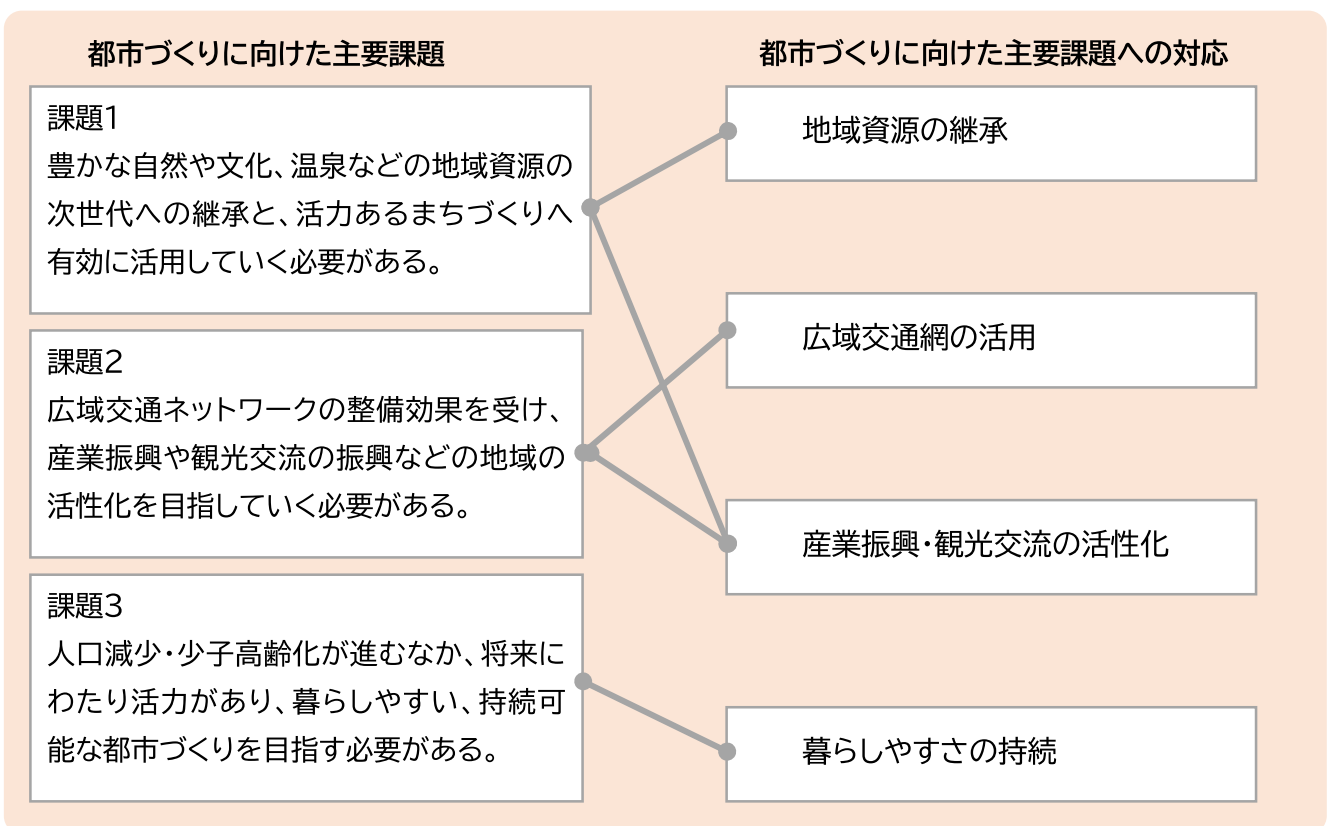 都市づくりに向けた主要課題
課題1
豊かな自然や文化、温泉などの地域資源の
次世代への継承と、活力あるまちづくりへ
有効に活用していく必要がある。
課題2
広域交通ネットワークの整備効果を受け、
産業振興や観光交流の振興などの地域の
活性化を目指していく必要がある。
課題3
人口減少・少子高齢化が進むなか、将来に
わたり活力があり、暮らしやすい、持続可
能な都市づくりを目指す必要がある。
都市づくりに向けた主要課題への対応
地域資源の継承
広域交通網の活用
産業振興・観光交流の活性化
暮らしやすさの持続